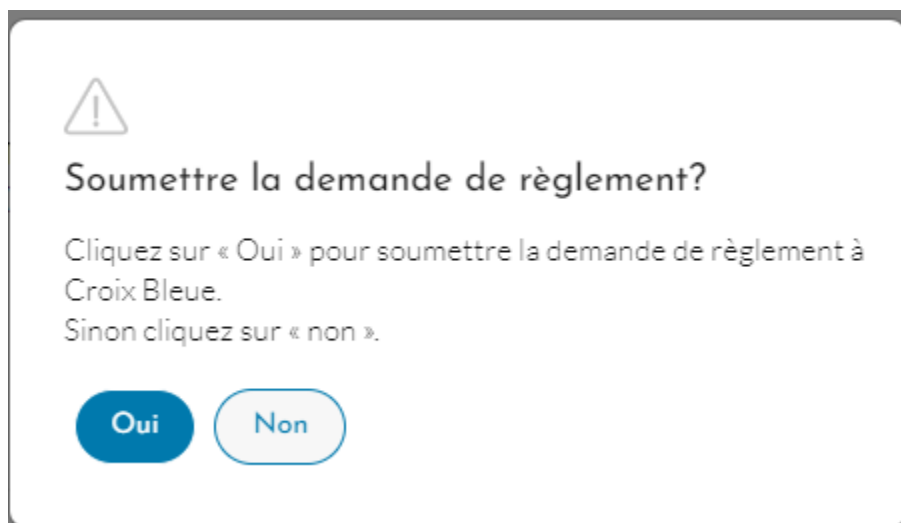 Soumettre la demande de règlement?
Cliquez sur « Oui » pour soumettre la demande de règlement à
Croix Bleue.
Sinon cliquez sur « non ».
Oui
Non